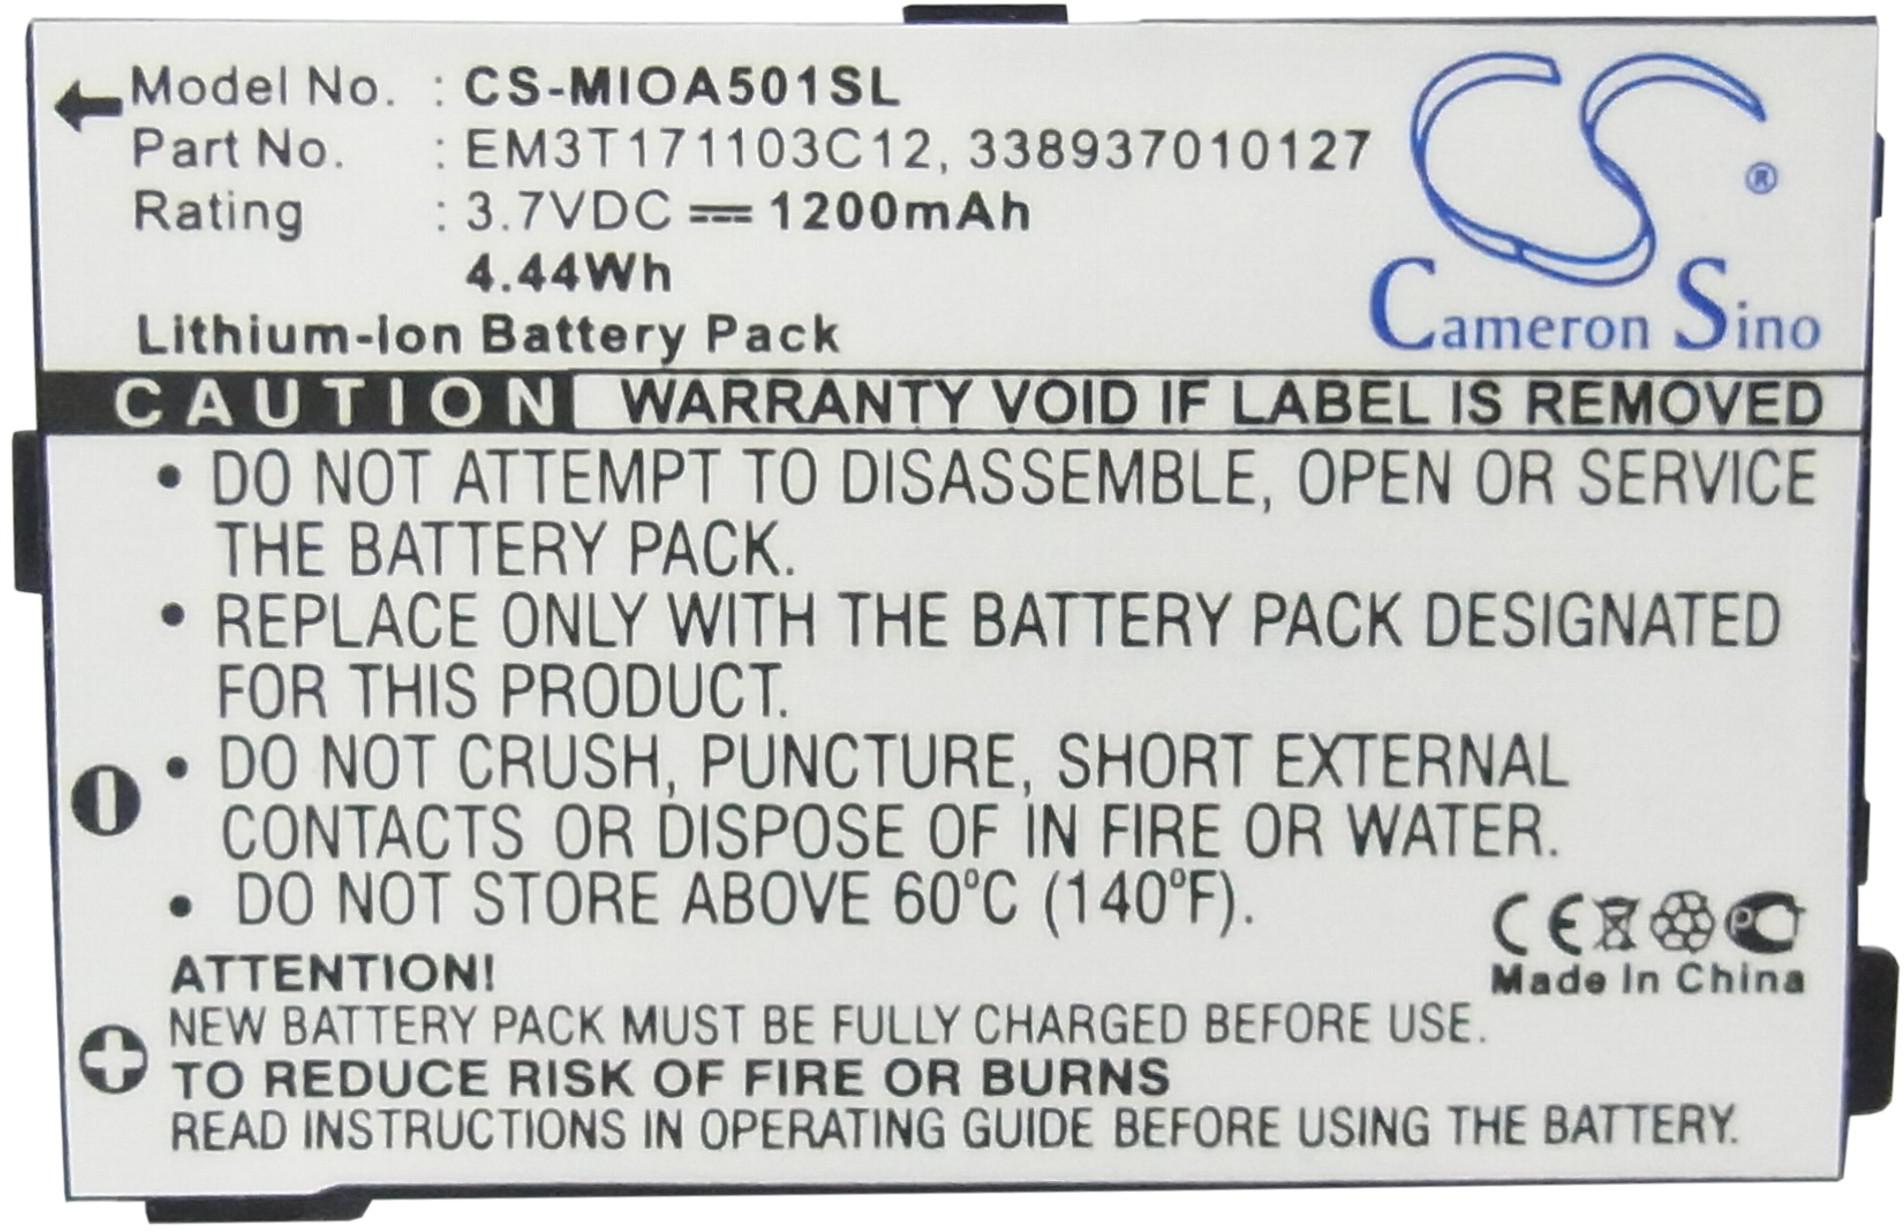 Model No. : CS-MIOA501SL
Part No. : EM3T171103C12, 338937010127
Rating : 3.7VDC 1200mAh
4.44Wh
Lithium-Ion Battery Pack
CS ®
Cameron Sino
CAUTION WARRANTY VOID IF LABEL IS REMOVED
• DO NOT ATTEMPT TO DISASSEMBLE, OPEN OR SERVICE
THE BATTERY PACK.
• REPLACE ONLY WITH THE BATTERY PACK DESIGNATED
FOR THIS PRODUCT.
• DO NOT CRUSH, PUNCTURE, SHORT EXTERNAL
CONTACTS OR DISPOSE OF IN FIRE OR WATER.
• DO NOT STORE ABOVE 60°C (140°F).
CE PC
Made In China
ATTENTION!
NEW BATTERY PACK MUST BE FULLY CHARGED BEFORE USE.
TO REDUCE RISK OF FIRE OR BURNS
READ INSTRUCTIONS IN OPERATING GUIDE BEFORE USING THE BATTERY.